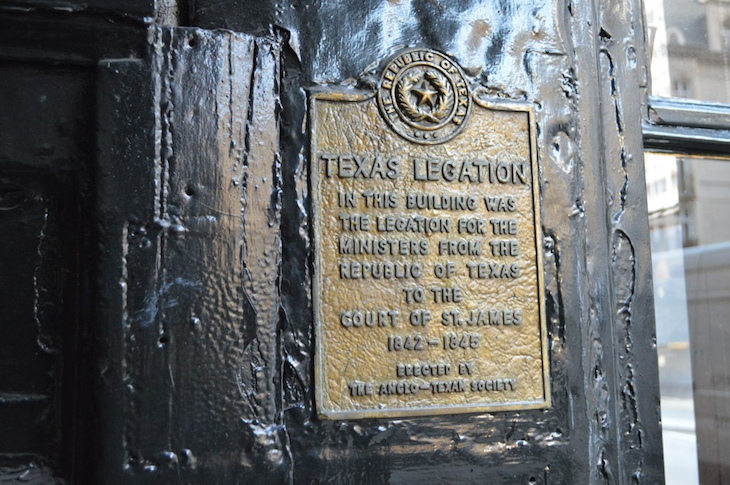 THE REPUBLIC OF TEXAS
TEXAS LEGATION
IN THIS BUILDING WAS
THE LEGATION FOR THE
MINISTERS FROM THE
REPUBLIC OF TEXAS
TO THE
COURT OF ST. JAMES
1842–1845
ERECTED BY
THE ANGLO–TEXAN SOCIETY